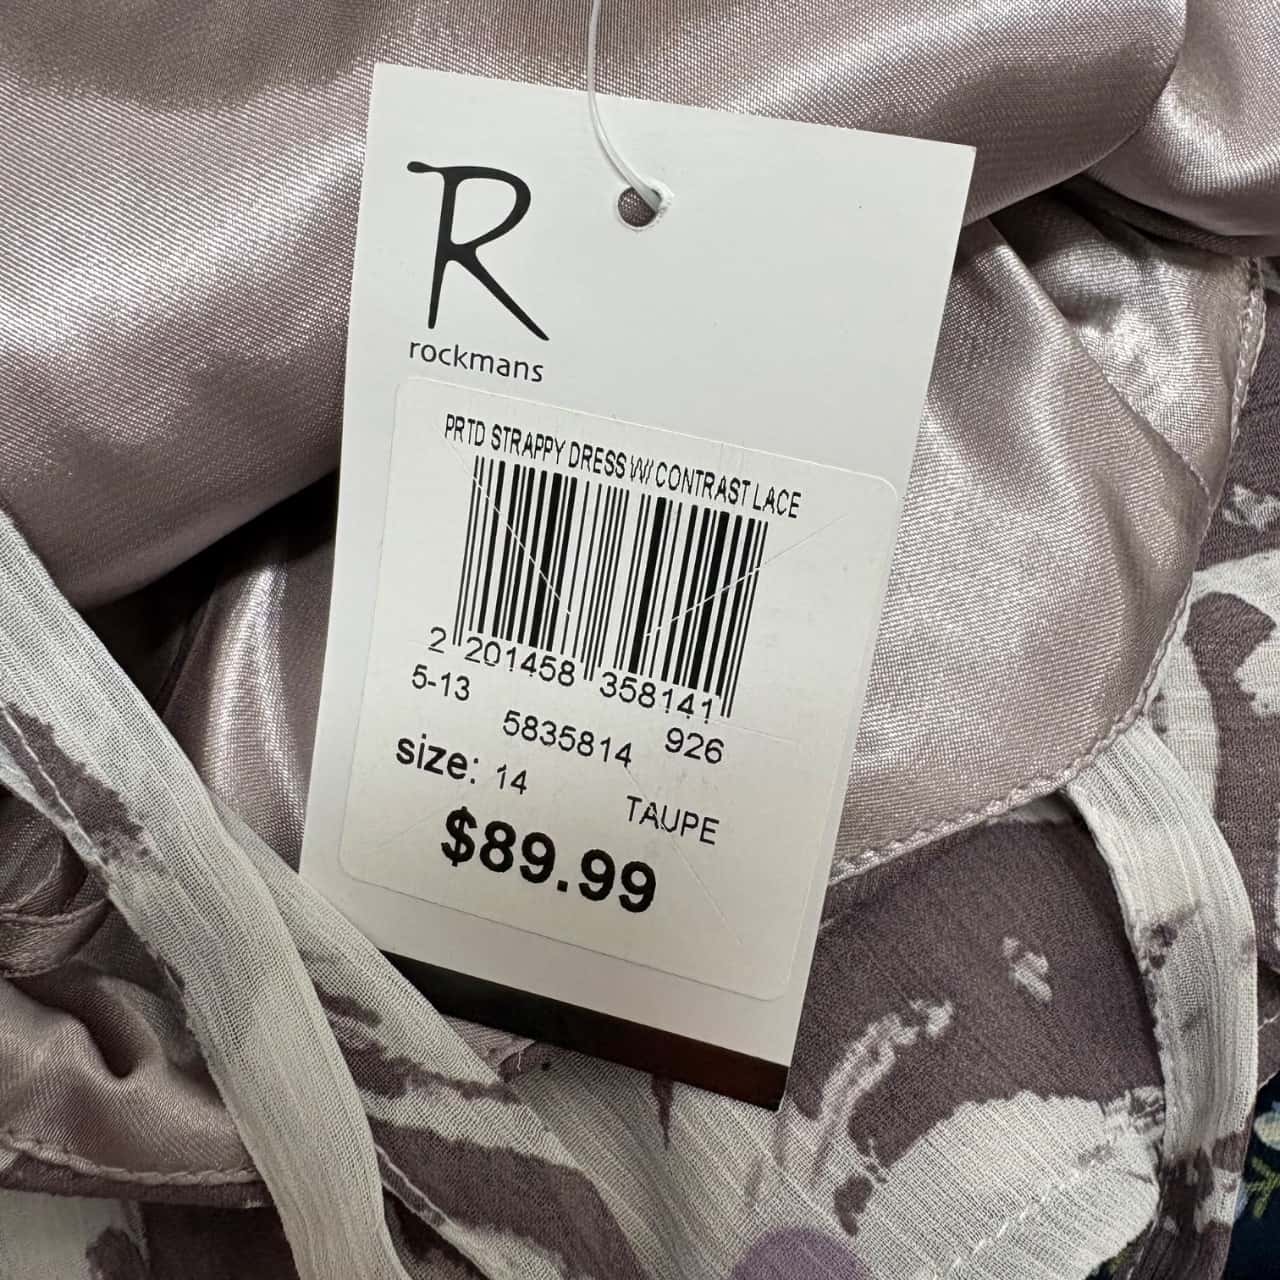 R
rockmans
PRTD STRAPPY DRESS W/ CONTRAST LACE
2 201458 358141
5-13 5835814 926
size: 14 TAUPE
$89.99